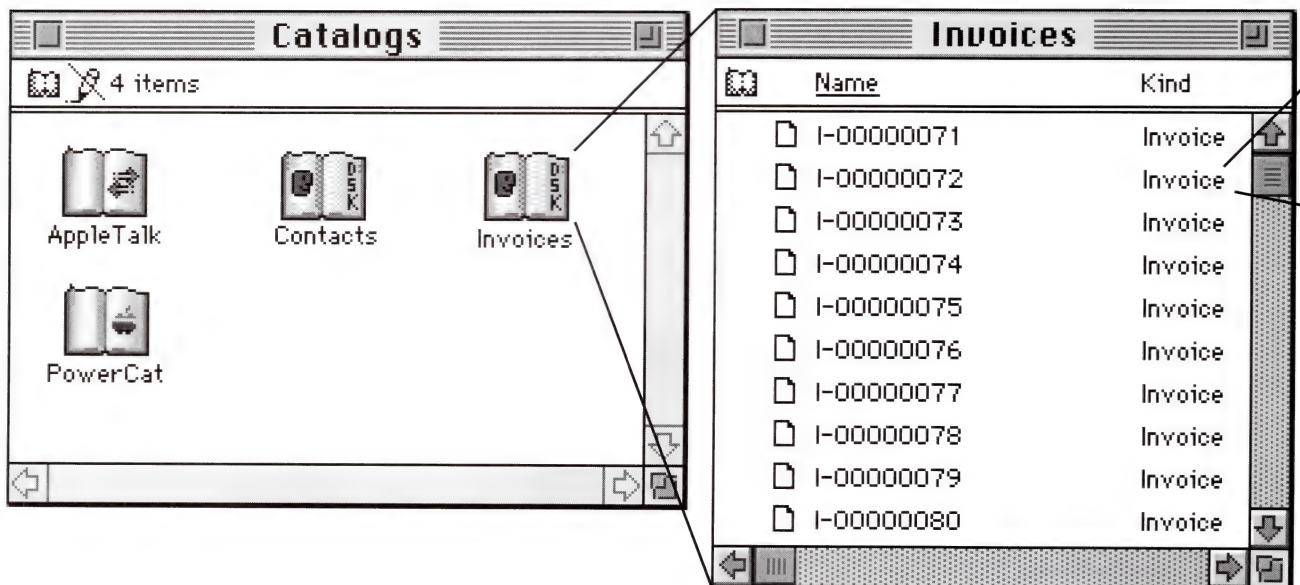 Catalogs
4 items
AppleTalk
Contacts
D S K
Invoices
D S K
PowerCat
Invoices
Name Kind
I-00000071 Invoice
I-00000072 Invoice
I-00000073 Invoice
I-00000074 Invoice
I-00000075 Invoice
I-00000076 Invoice
I-00000077 Invoice
I-00000078 Invoice
I-00000079 Invoice
I-00000080 Invoice